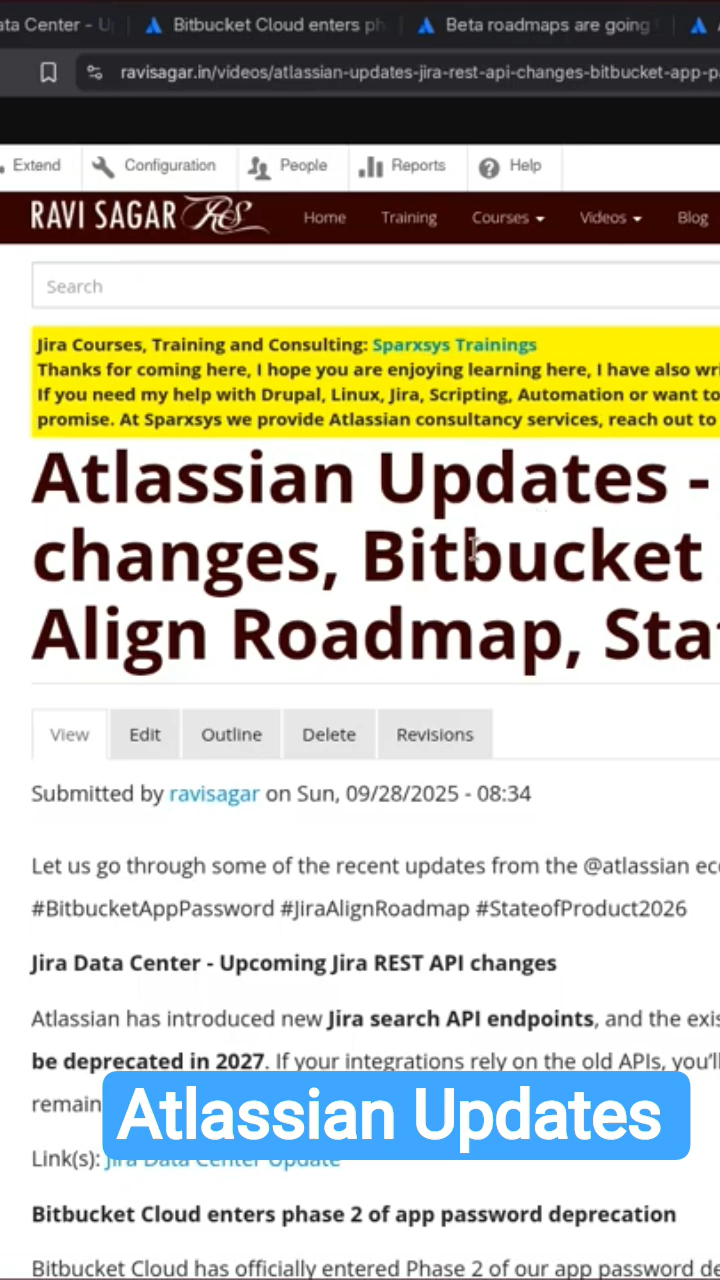 ata Center - U
Bitbucket Cloud enters ph
Beta roadmaps are going
ravisagar.in/videos/atlassian-updates-jira-rest-api-changes-bitbucket-app-p
Extend
Configuration
People
Reports
Help
RAVI SAGAR RS
Home
Training
Courses
Videos
Blog
Search
Jira Courses, Training and Consulting: Sparxsys Trainings
Thanks for coming here, I hope you are enjoying learning here, I have also wri
If you need my help with Drupal, Linux, Jira, Scripting, Automation or want to
promise. At Sparxsys we provide Atlassian consultancy services, reach out to
Atlassian Updates -
changes, Bitbucket
Align Roadmap, Sta
View
Edit
Outline
Delete
Revisions
Submitted by ravisagar on Sun, 09/28/2025 - 08:34
Let us go through some of the recent updates from the @atlassian eco
#BitbucketAppPassword #JiraAlignRoadmap #StateofProduct2026
Jira Data Center - Upcoming Jira REST API changes
Atlassian has introduced new Jira search API endpoints, and the exis
be deprecated in 2027. If your integrations rely on the old APIs, you'll
remain
Atlassian Updates
Link(s): Jira Data Center Update
Bitbucket Cloud enters phase 2 of app password deprecation
Bitbucket Cloud has officially entered Phase 2 of our app password de